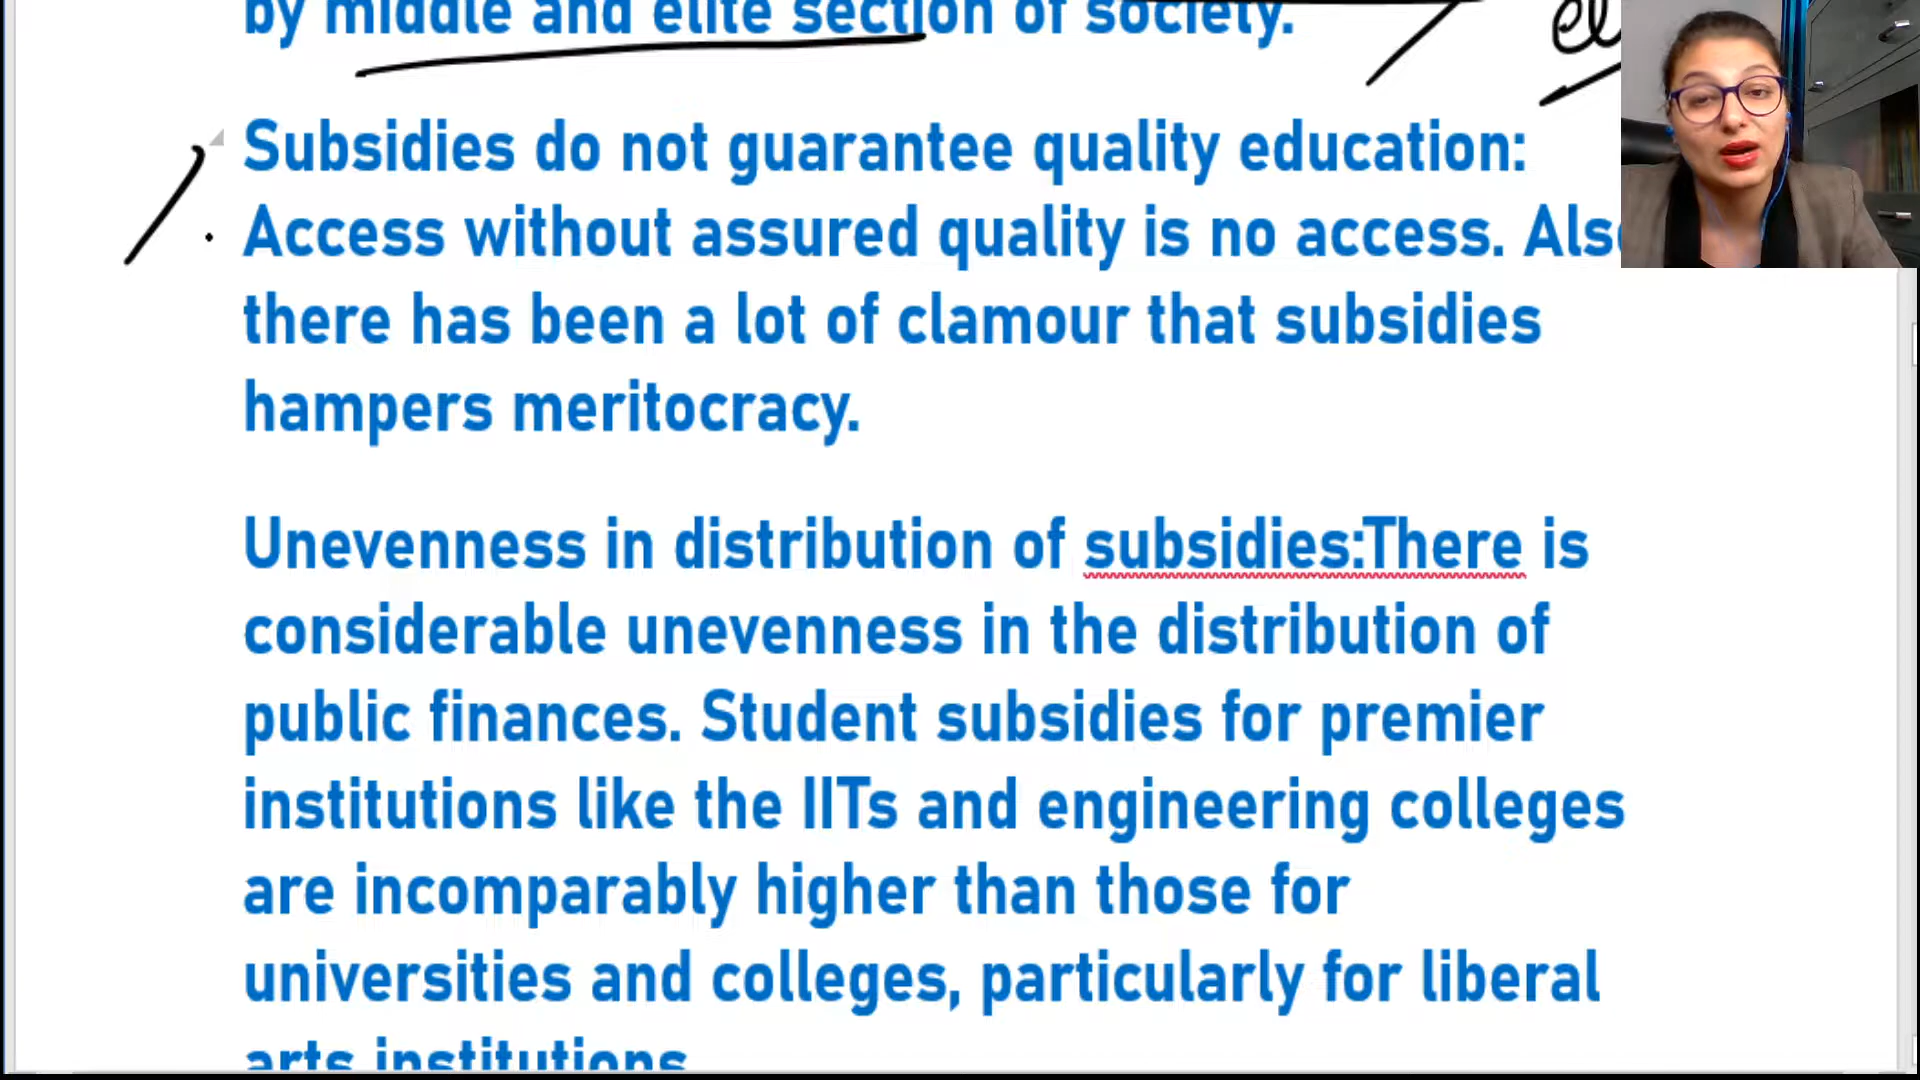 by middle and elite section of society.
el
Subsidies do not guarantee quality education:
Access without assured quality is no access. Als
there has been a lot of clamour that subsidies
hampers meritocracy.
Unevenness in distribution of subsidies:There is
considerable unevenness in the distribution of
public finances. Student subsidies for premier
institutions like the IITs and engineering colleges
are incomparably higher than those for
universities and colleges, particularly for liberal
arts institutions